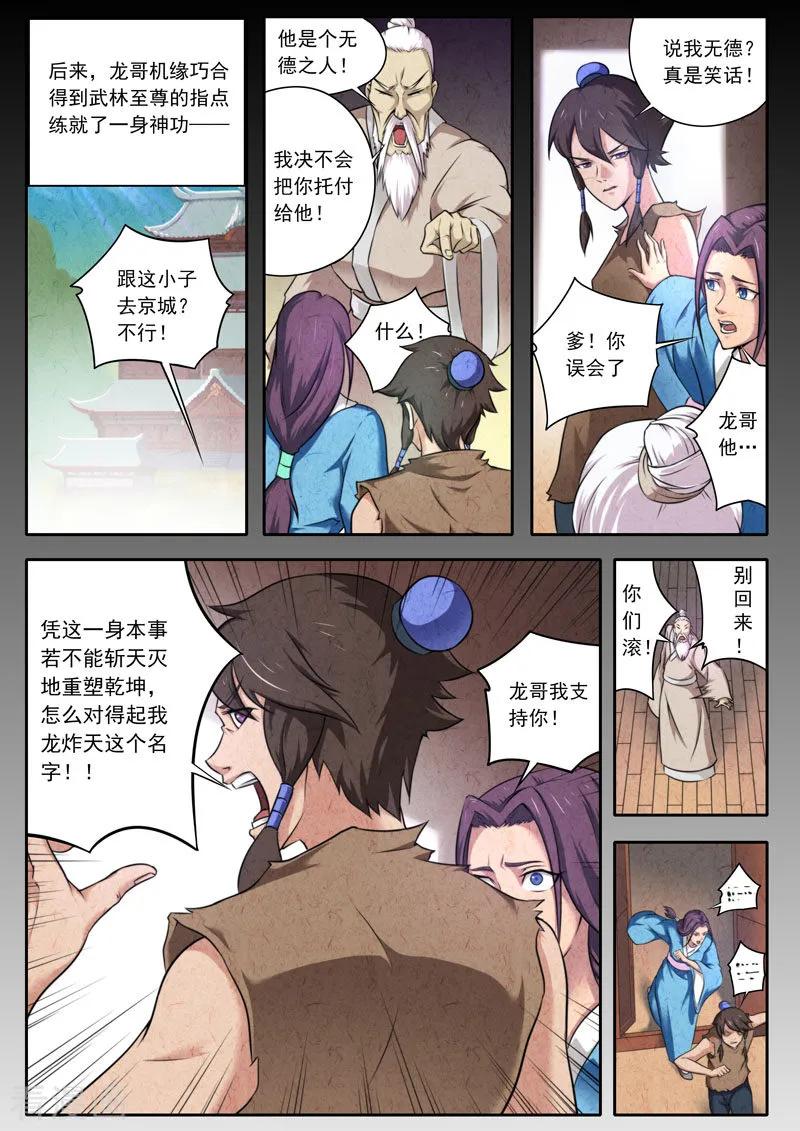 后来，龙哥机缘巧合
得到武林至尊的指点
练就了一身神功——
跟这小子
去京城？
不行！
他是个无
德之人！
我决不会
把你托付
给他！
什么！
说我无德？
真是笑话！
爹！你
误会了
龙哥
他…
凭这一身本事
若不能斩天灭
地重塑乾坤，
怎么对得起我
龙炸天这个名
字！！
龙哥我支
持你！
别回来！
你们滚！
……
……